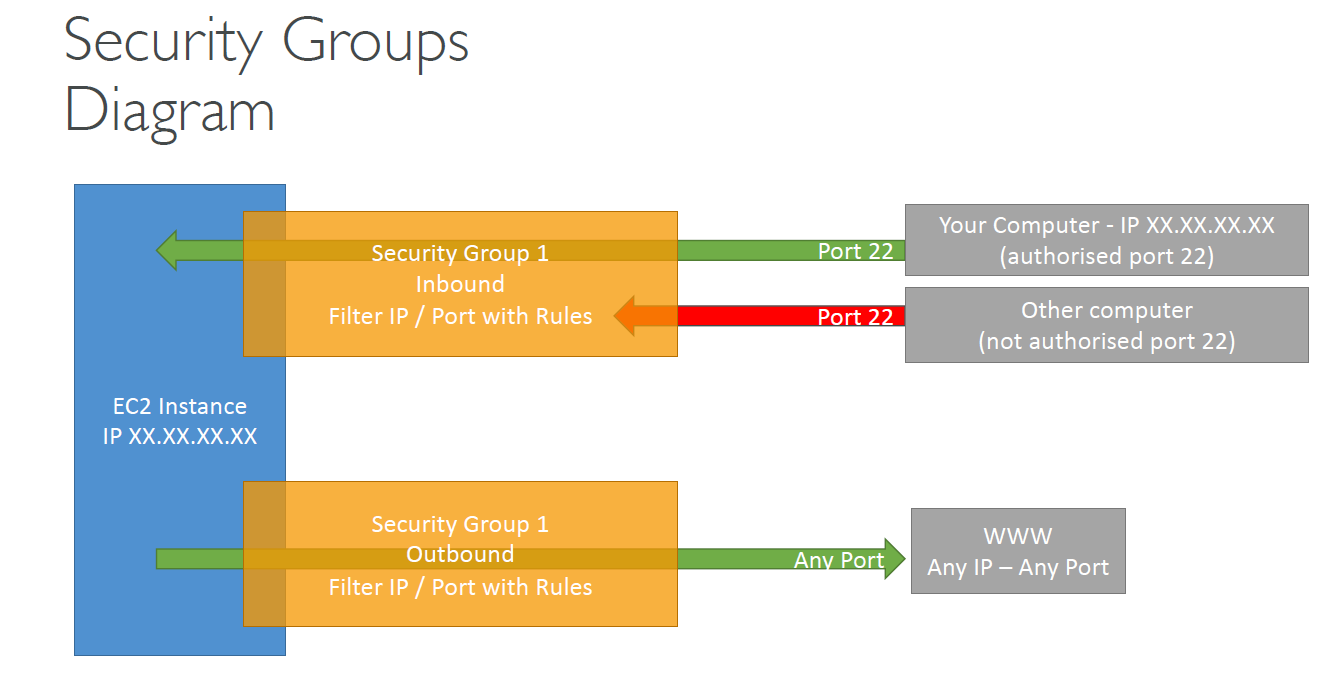 Security Groups
Diagram
Security Group 1
Inbound
Filter IP / Port with Rules
Port 22
Your Computer - IP XX.XX.XX.XX
(authorised port 22)
Port 22
Other computer
(not authorised port 22)
EC2 Instance
IP XX.XX.XX.XX
Security Group 1
Outbound
Filter IP / Port with Rules
Any Port
WWW
Any IP – Any Port